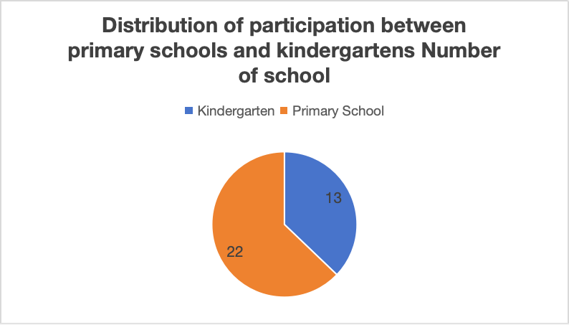 Distribution of participation between
primary schools and kindergartens Number
of school
Kindergarten Primary School
13
22